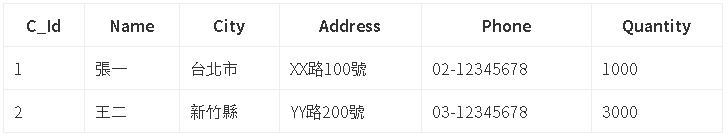 C_Id Name City Address Phone Quantity
1 張一 台北市 XX路100號 02-12345678 1000
2 王二 新竹縣 YY路200號 03-12345678 3000